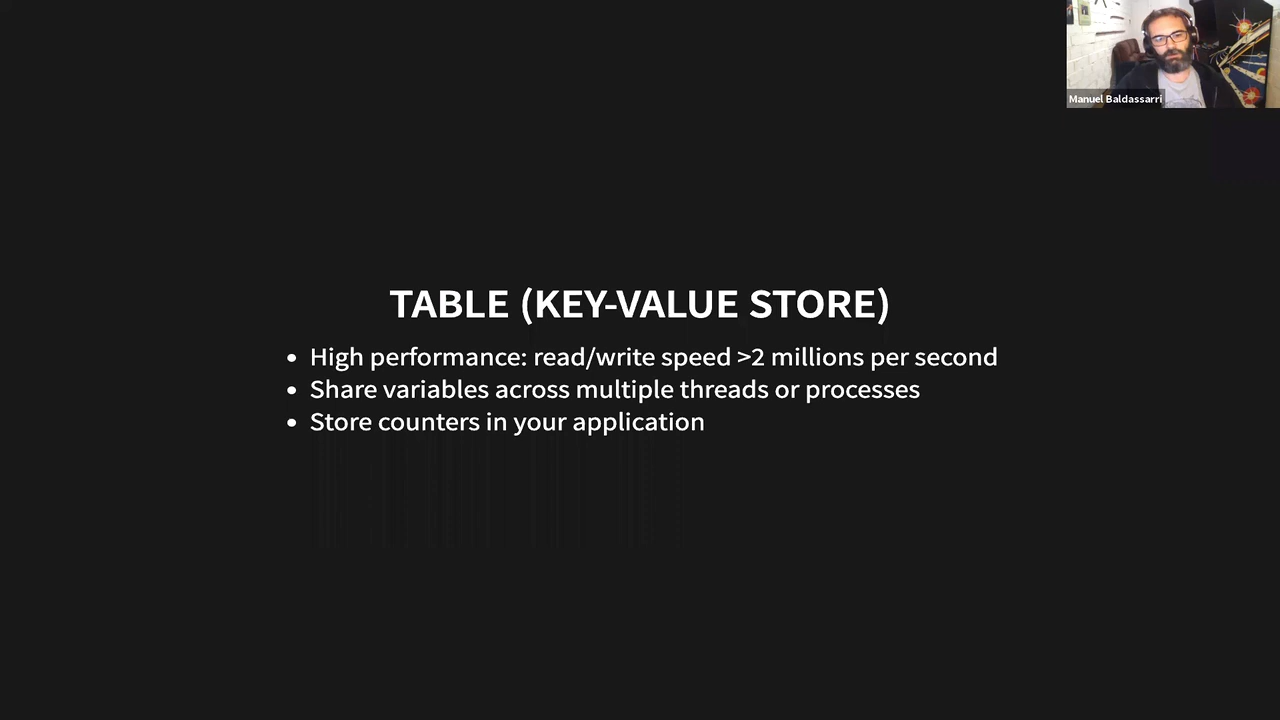 Manuel Baldassarri
TABLE (KEY-VALUE STORE)
• High performance: read/write speed >2 millions per second
• Share variables across multiple threads or processes
• Store counters in your application